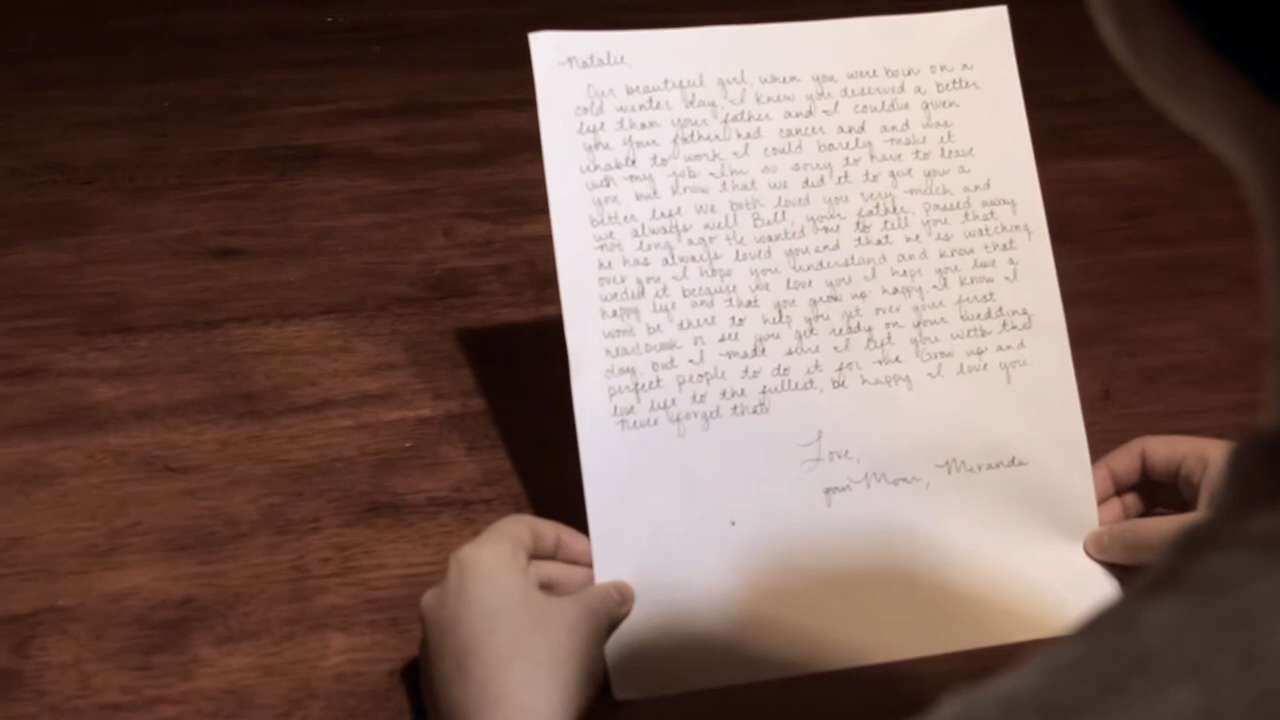 Natalie,
Our beautiful girl, when you were born on a
cold winter day, I knew you deserved a better
life than your father and I could've given
you. Your father had cancer and and was
unable to work. I could barely make it
with my job. I'm so sorry to have to leave
you but know that we did it to give you a
better life. We both loved you very much and
we always will. Bell, your father, passed away
not long ago. He wanted me to tell you that
he has always loved you and that he is watching
over you. I hope you understand and know that
we did it because we love you. I hope you live a
happy life and that you grow up happy. I know I
wont be there to help you get over your first
heartbreak or see you get ready on your wedding
day, but I made sure I left you with the
perfect people to do it for me. Grow up and
live life to the fullest, be happy. I love you.
Never forget that.
Love,
your Mom, Miranda